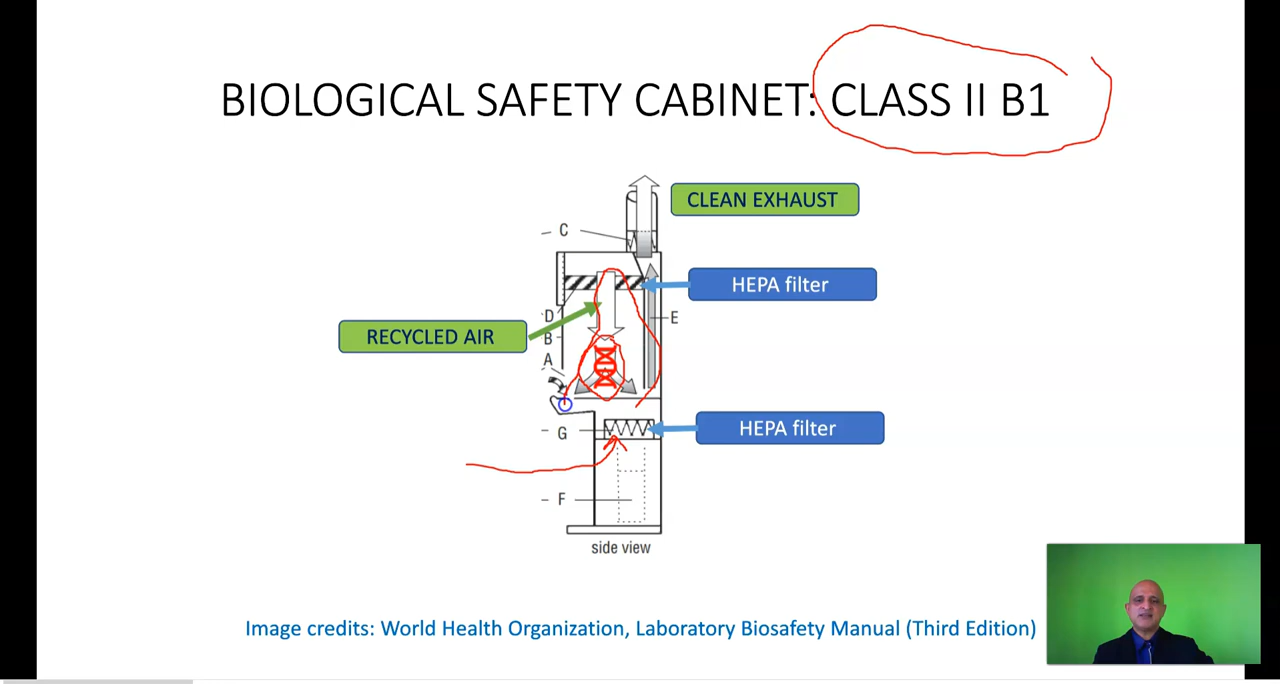 BIOLOGICAL SAFETY CABINET: CLASS II B1
CLEAN EXHAUST
C
HEPA filter
D
E
RECYCLED AIR
B
A
HEPA filter
G
F
side view
Image credits: World Health Organization, Laboratory Biosafety Manual (Third Edition)